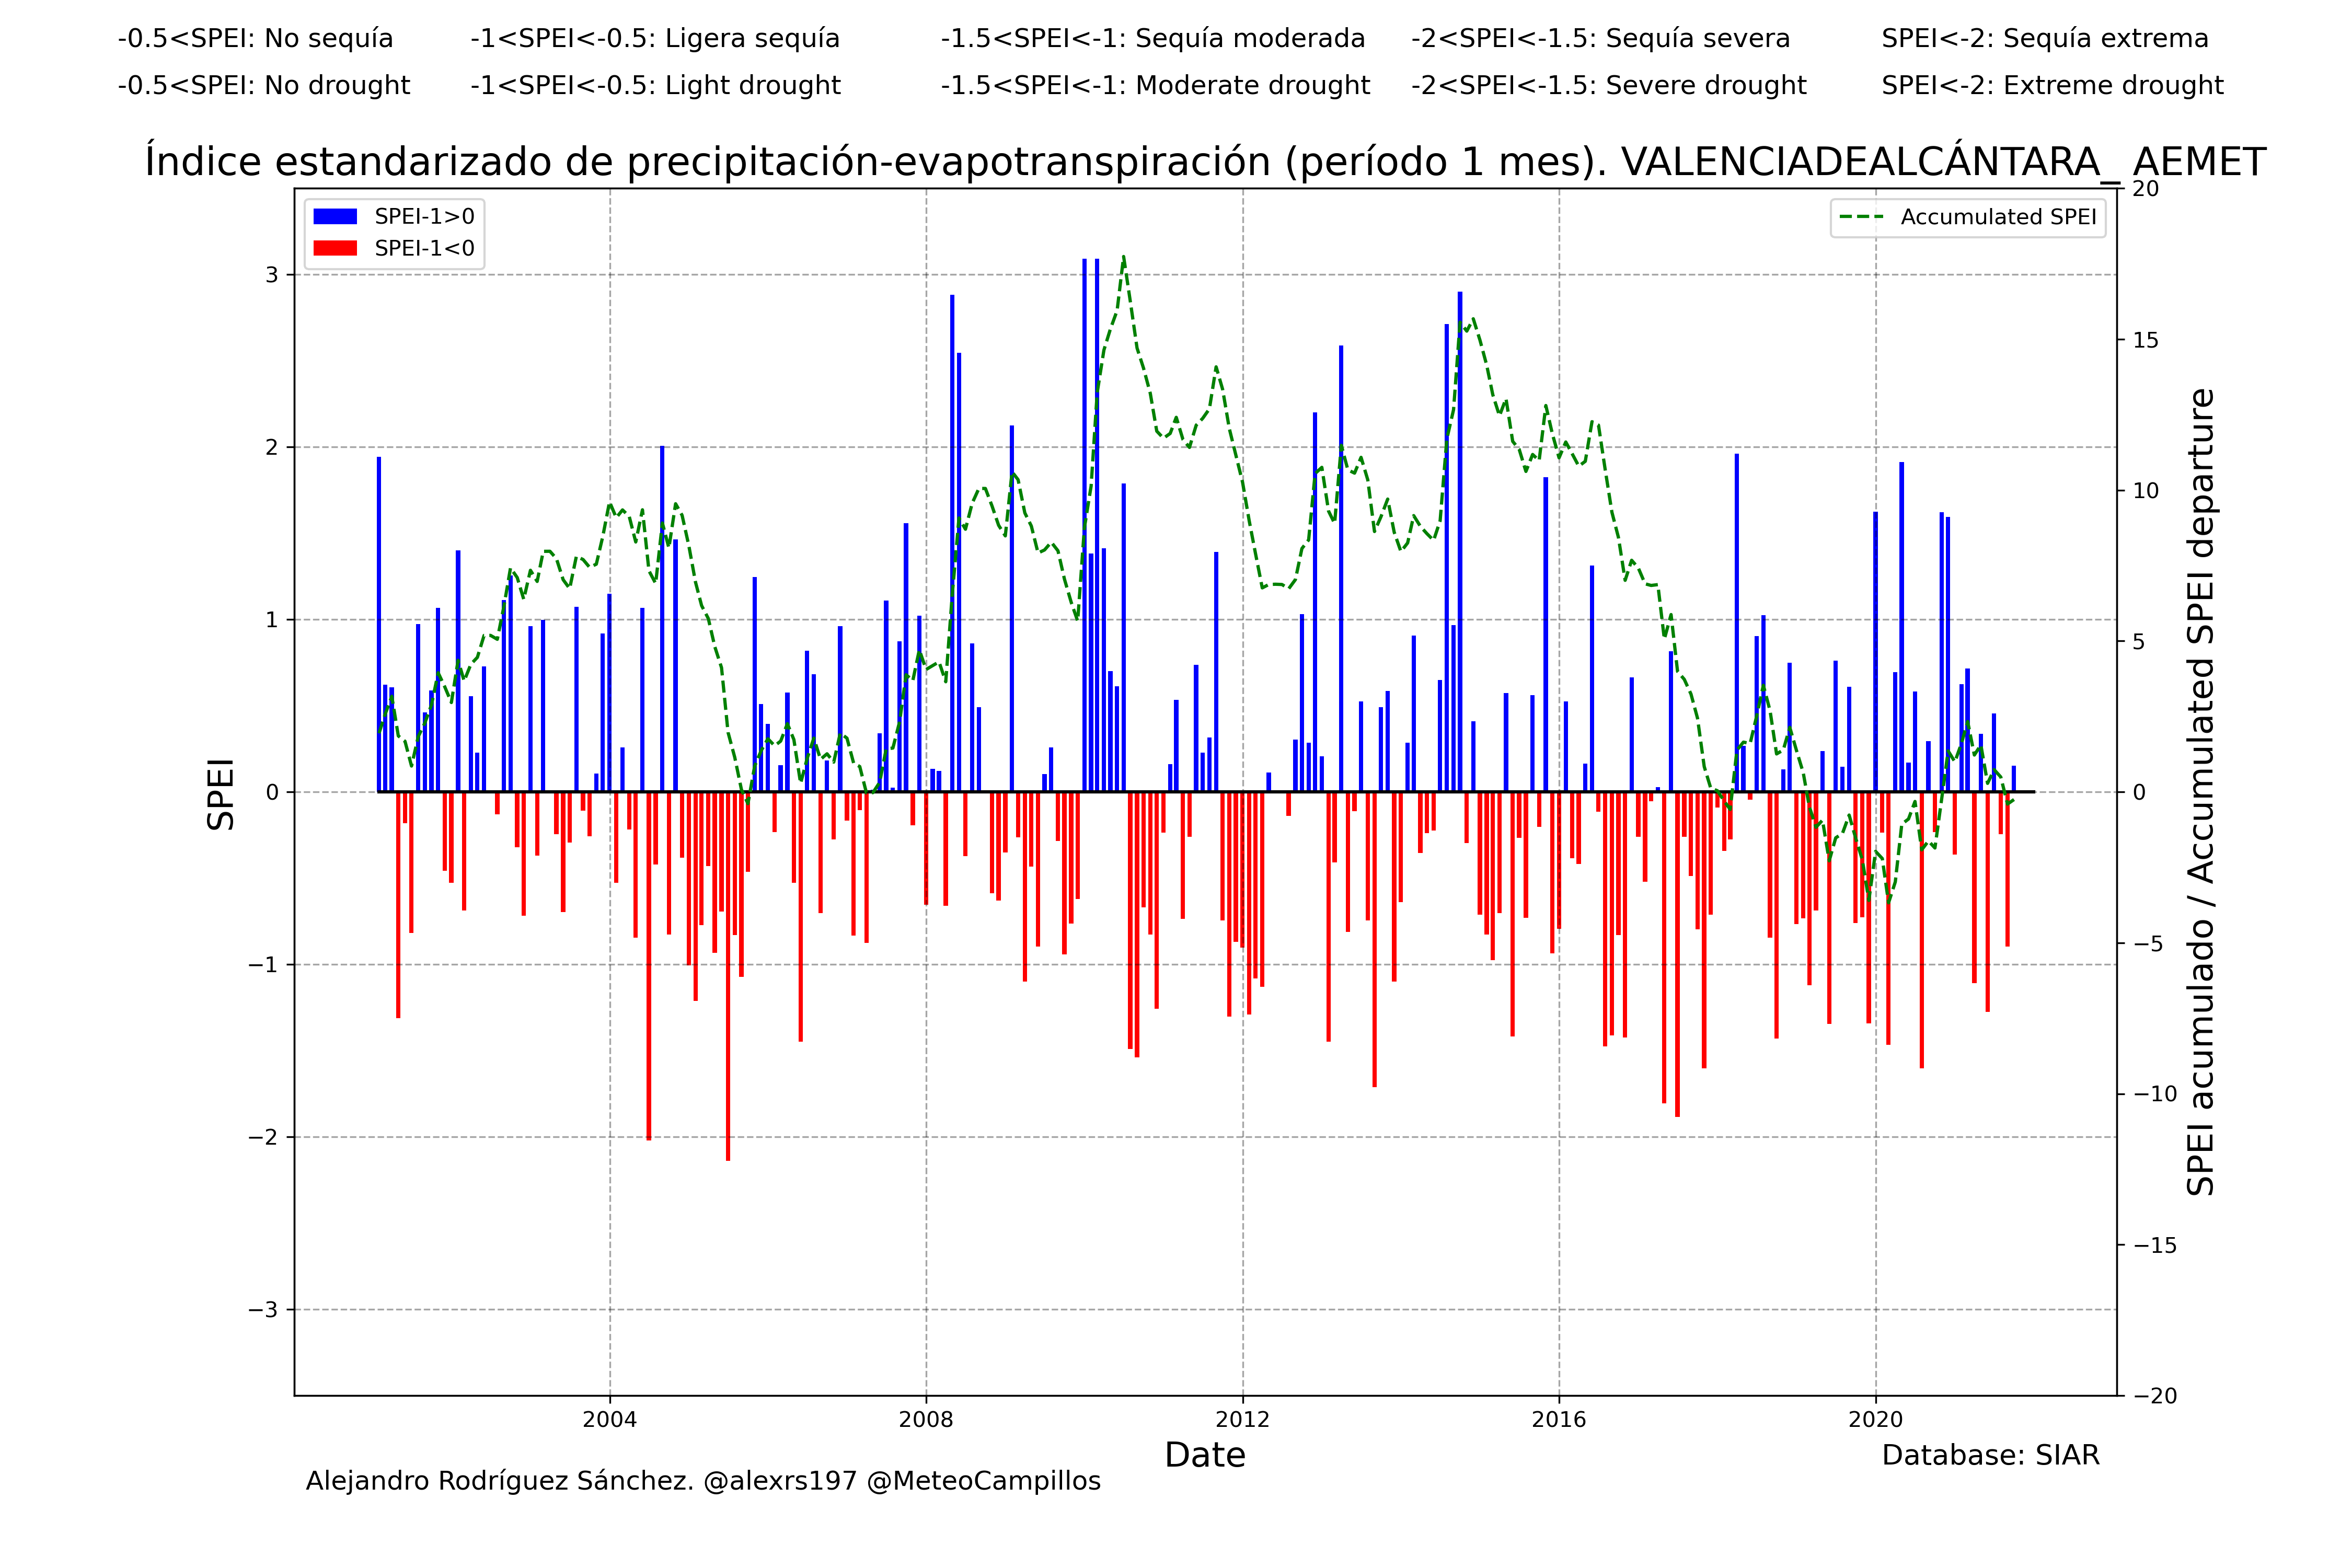 -0.5<SPEI: No sequía -1<SPEI<-0.5: Ligera sequía -1.5<SPEI<-1: Sequía moderada -2<SPEI<-1.5: Sequía severa SPEI<-2: Sequía extrema
-0.5<SPEI: No drought -1<SPEI<-0.5: Light drought -1.5<SPEI<-1: Moderate drought -2<SPEI<-1.5: Severe drought SPEI<-2: Extreme drought
Índice estandarizado de precipitación-evapotranspiración (período 1 mes). VALENCIADEALCÁNTARA_ AEMET
SPEI-1>0
SPEI-1<0
Accumulated SPEI
SPEI
3
2
1
0
−1
−2
−3
20
15
10
5
0
−5
−10
−15
−20
SPEI acumulado / Accumulated SPEI departure
2004 2008 2012 2016 2020
Date
Database: SIAR
Alejandro Rodríguez Sánchez. @alexrs197 @MeteoCampillos